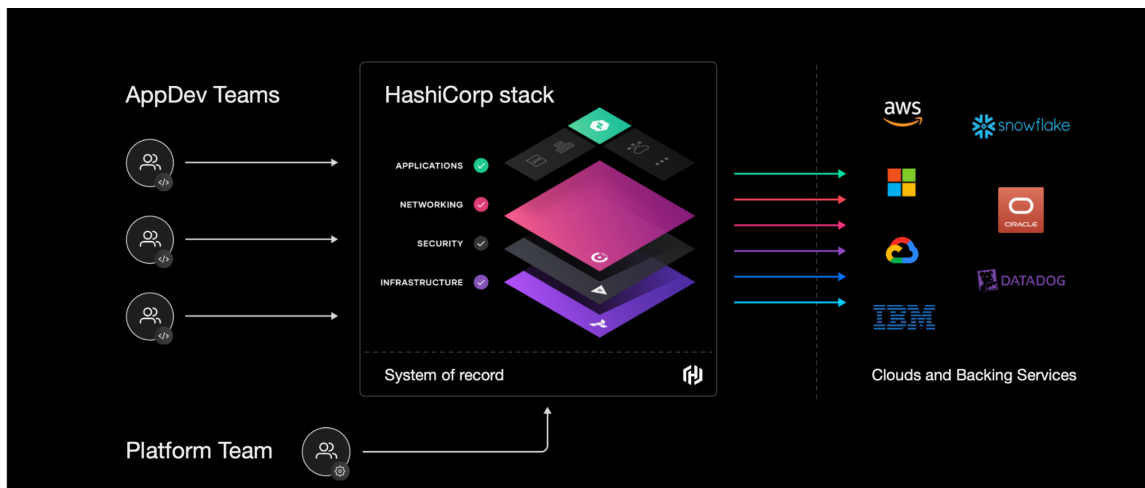 AppDev Teams
HashiCorp stack
APPLICATIONS
NETWORKING
SECURITY
INFRASTRUCTURE
System of record
Platform Team
aws
snowflake
ORACLE
DATADOG
IBM
Clouds and Backing Services